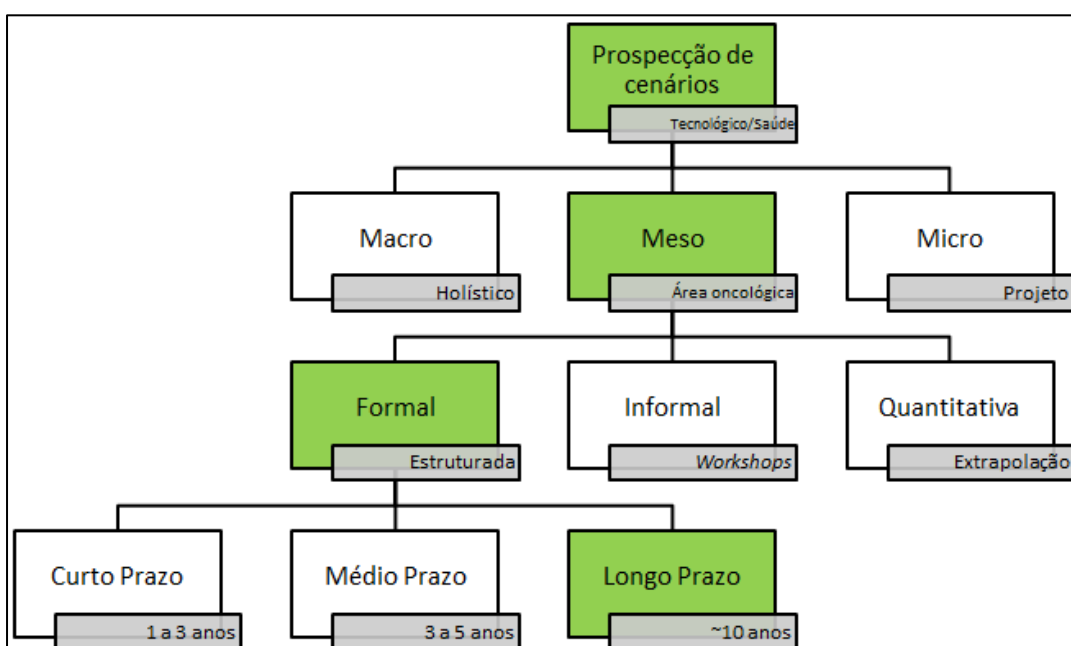 Prospecção de
cenários
Tecnológico/Saúde
Macro
Holístico
Meso
Área oncológica
Micro
Projeto
Formal
Estruturada
Informal
Workshops
Quantitativa
Extrapolação
Curto Prazo
1 a 3 anos
Médio Prazo
3 a 5 anos
Longo Prazo
~10 anos